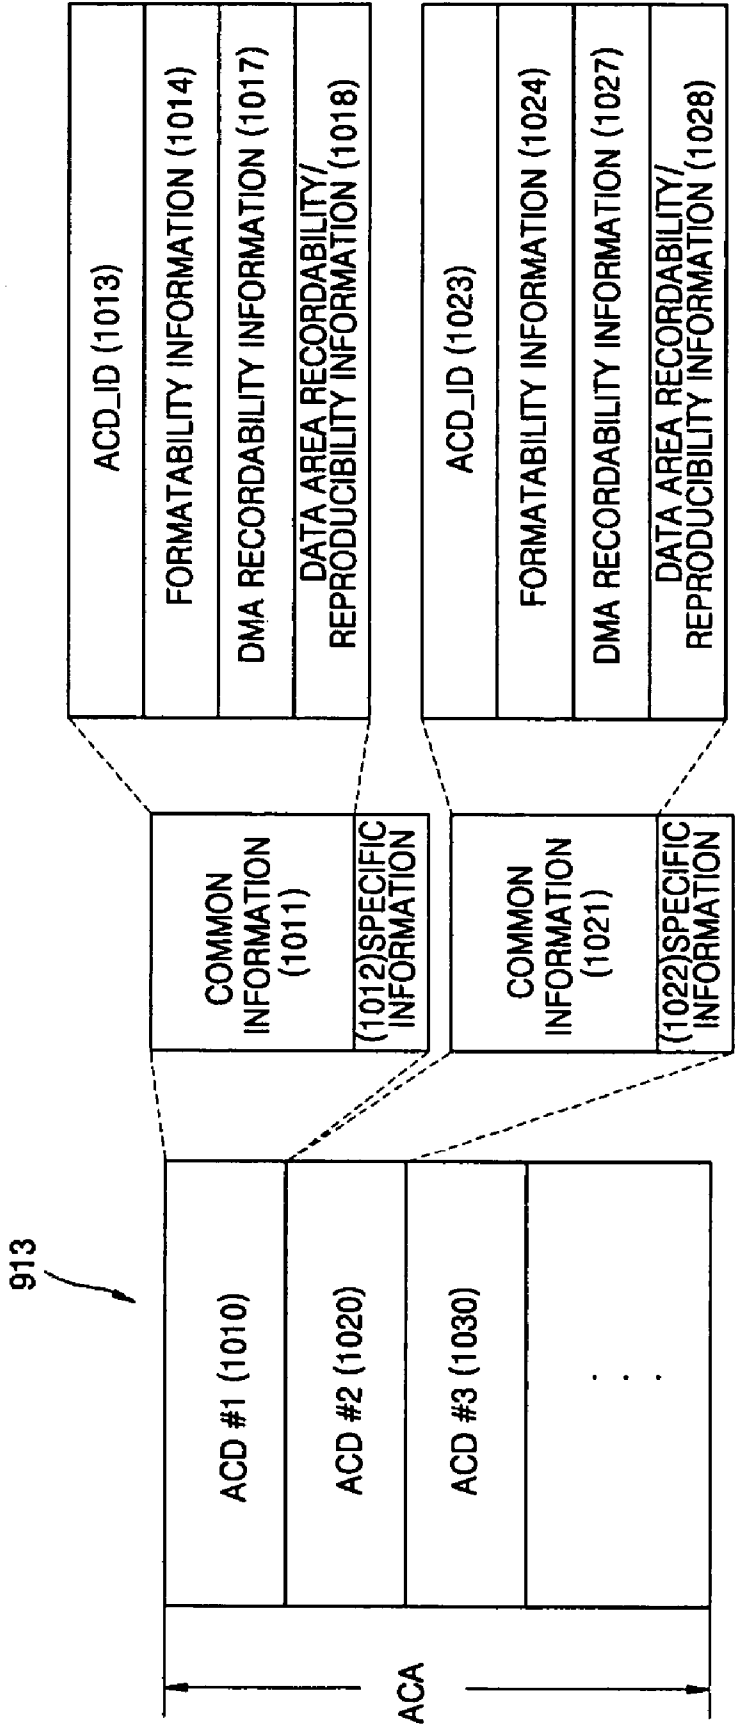 913
ACA
ACD #1 (1010)
ACD #2 (1020)
ACD #3 (1030)
. . .
COMMON
INFORMATION
(1011)
(1012)SPECIFIC
INFORMATION
COMMON
INFORMATION
(1021)
(1022)SPECIFIC
INFORMATION
ACD_ID (1013)
FORMATABILITY INFORMATION (1014)
DMA RECORDABILITY INFORMATION (1017)
DATA AREA RECORDABILITY/
REPRODUCIBILITY INFORMATION (1018)
ACD_ID (1023)
FORMATABILITY INFORMATION (1024)
DMA RECORDABILITY INFORMATION (1027)
DATA AREA RECORDABILITY/
REPRODUCIBILITY INFORMATION (1028)